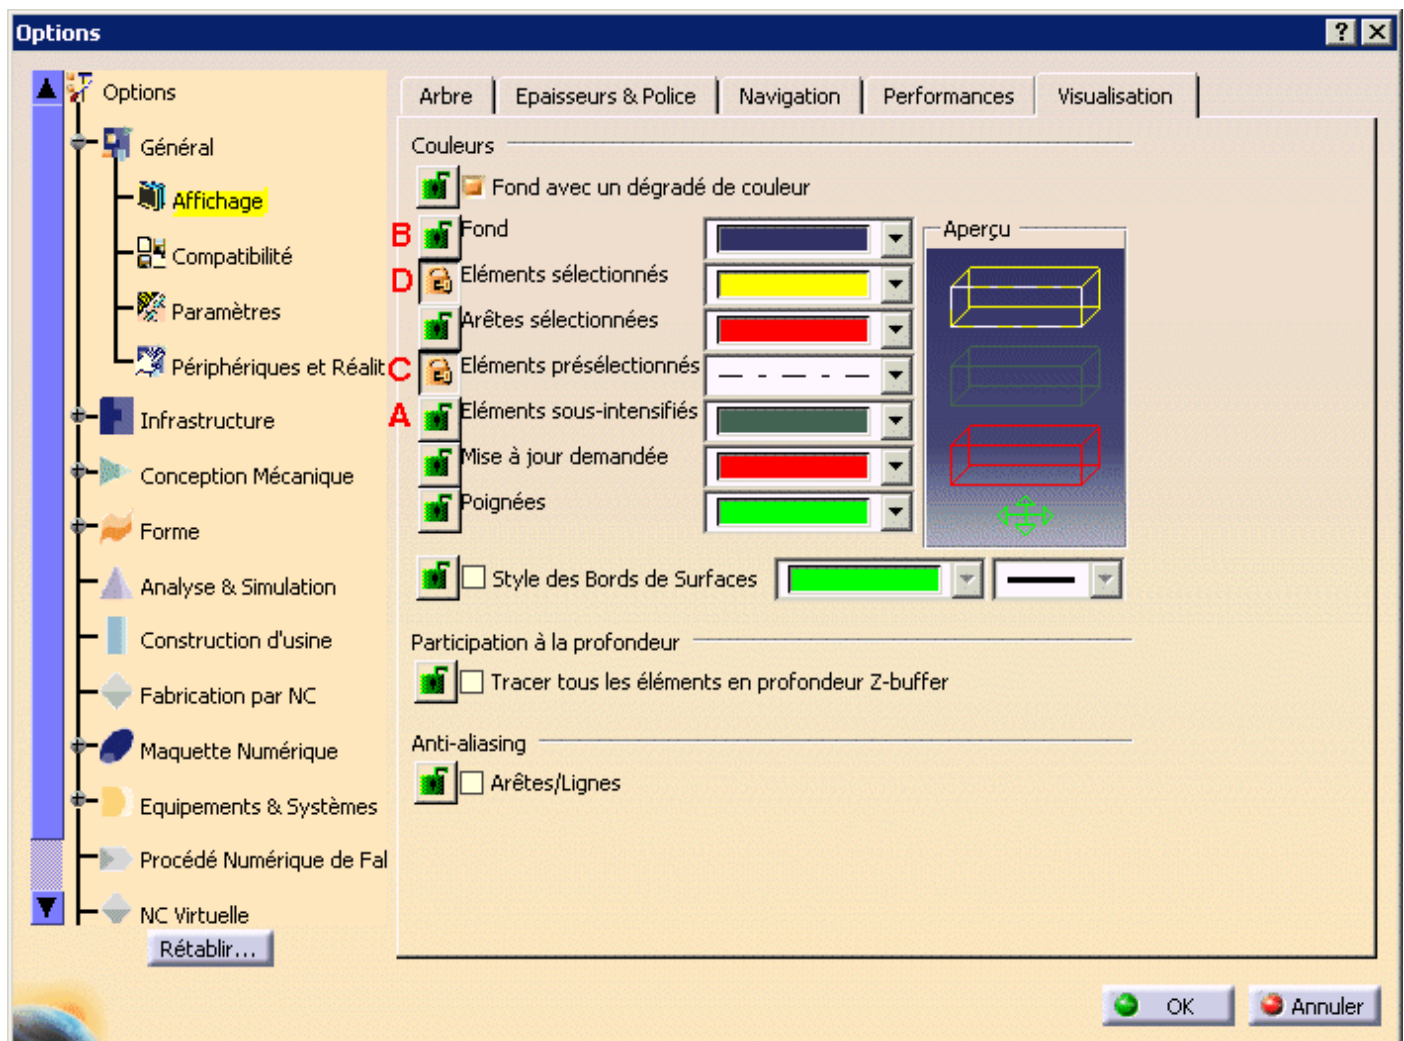 Options
Options
Général
Affichage
Compatibilité
Paramètres
Périphériques et Réalit
Infrastructure
Conception Mécanique
Forme
Analyse & Simulation
Construction d'usine
Fabrication par NC
Maquette Numérique
Equipements & Systèmes
Procédé Numérique de Fal
NC Virtuelle
Rétablir...
Arbre Epaisseurs & Police Navigation Performances Visualisation
Couleurs
Fond avec un dégradé de couleur
B Fond
D Eléments sélectionnés
Arêtes sélectionnées
C Eléments présélectionnés
A Eléments sous-intensifiés
Mise à jour demandée
Poignées
Aperçu
Style des Bords de Surfaces
Participation à la profondeur
Tracer tous les éléments en profondeur Z-buffer
Anti-aliasing
Arêtes/Lignes
OK Annuler